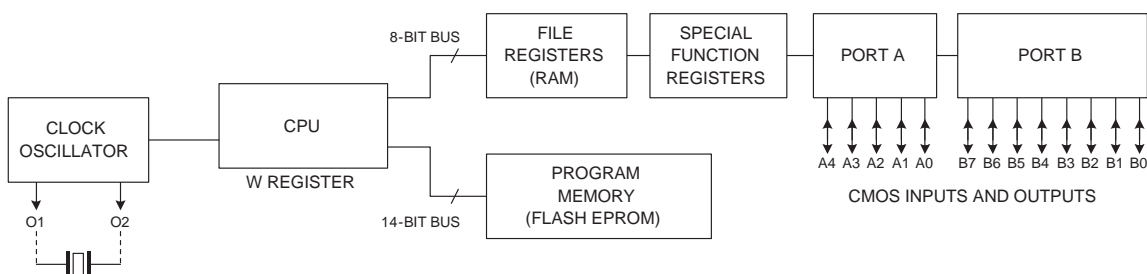 8-BIT BUS
FILE
REGISTERS
(RAM)
SPECIAL
FUNCTION
REGISTERS
PORT A
PORT B
CLOCK
OSCILLATOR
CPU
W REGISTER
A4 A3 A2 A1 A0
B7 B6 B5 B4 B3 B2 B1 B0
CMOS INPUTS AND OUTPUTS
PROGRAM
MEMORY
(FLASH EPROM)
14-BIT BUS
O1 O2